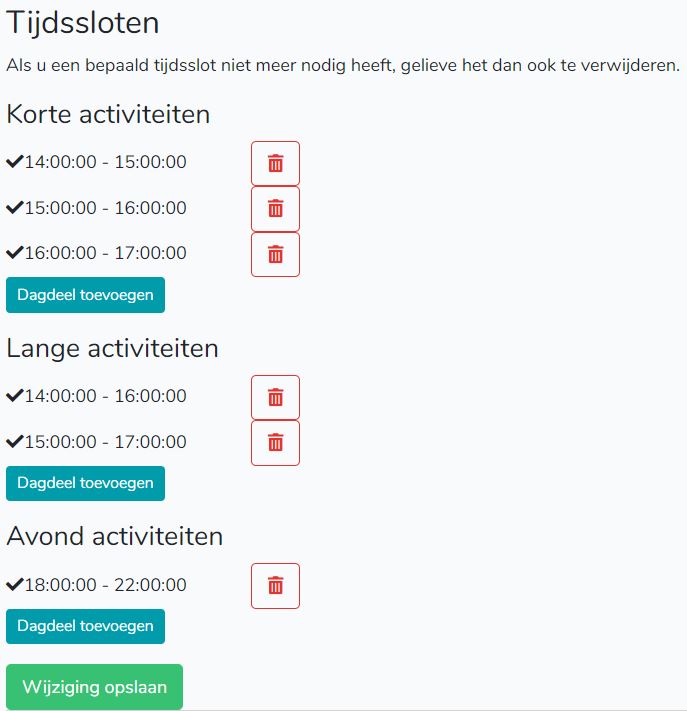 Tijdssloten
Als u een bepaald tijdsslot niet meer nodig heeft, gelieve het dan ook te verwijderen.
Korte activiteiten
14:00:00 - 15:00:00
15:00:00 - 16:00:00
16:00:00 - 17:00:00
Dagdeel toevoegen
Lange activiteiten
14:00:00 - 16:00:00
15:00:00 - 17:00:00
Dagdeel toevoegen
Avond activiteiten
18:00:00 - 22:00:00
Dagdeel toevoegen
Wijziging opslaan